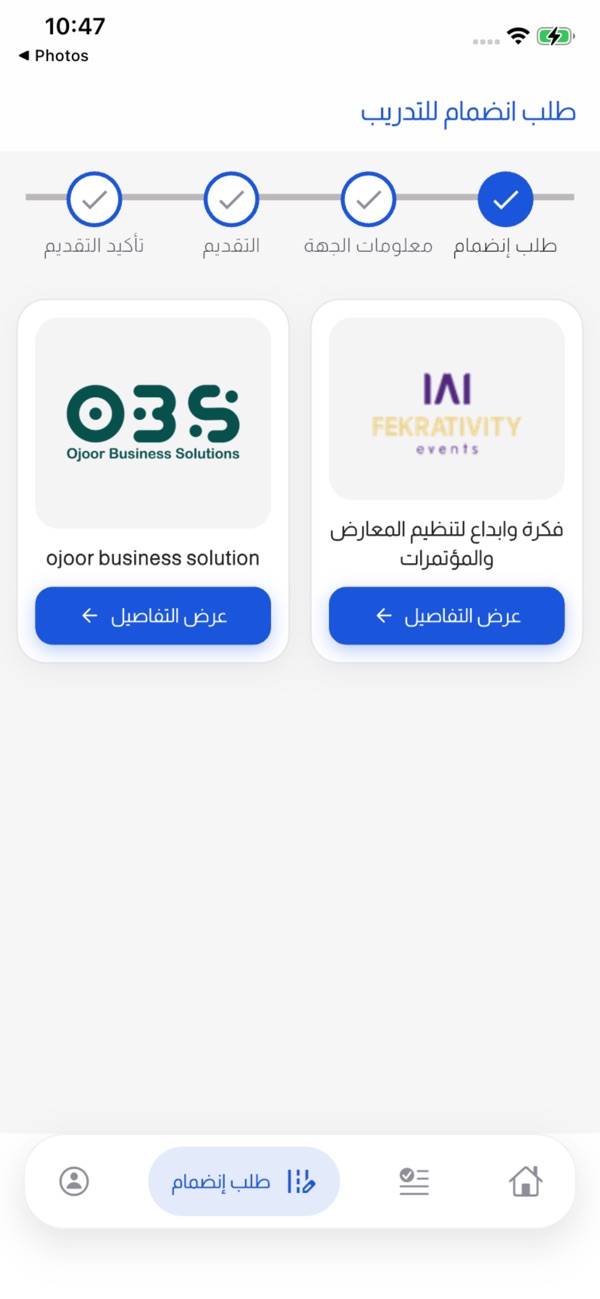 10:47
◀ Photos
طلب انضمام للتدريب
طلب إنضمام
معلومات الجهة
التقديم
تأكيد التقديم
IAI
FEKRATIVITY
events
فكرة وابداع لتنظيم المعارض
والمؤتمرات
عرض التفاصيل ←
OBS
Ojoor Business Solutions
ojoor business solution
عرض التفاصيل ←
طلب إنضمام